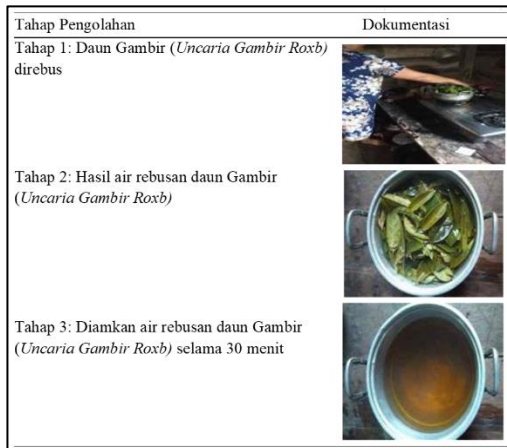 Tahap Pengolahan Dokumentasi
Tahap 1: Daun Gambir (Uncaria Gambir Roxb)
direbus
Tahap 2: Hasil air rebusan daun Gambir
(Uncaria Gambir Roxb)
Tahap 3: Diamkan air rebusan daun Gambir
(Uncaria Gambir Roxb) selama 30 menit